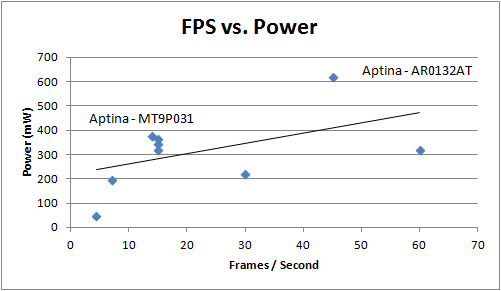 FPS vs. Power
Power (mW)
700
600
500
400
300
200
100
0
Aptina - AR0132AT
Aptina - MT9P031
0 10 20 30 40 50 60 70
Frames / Second